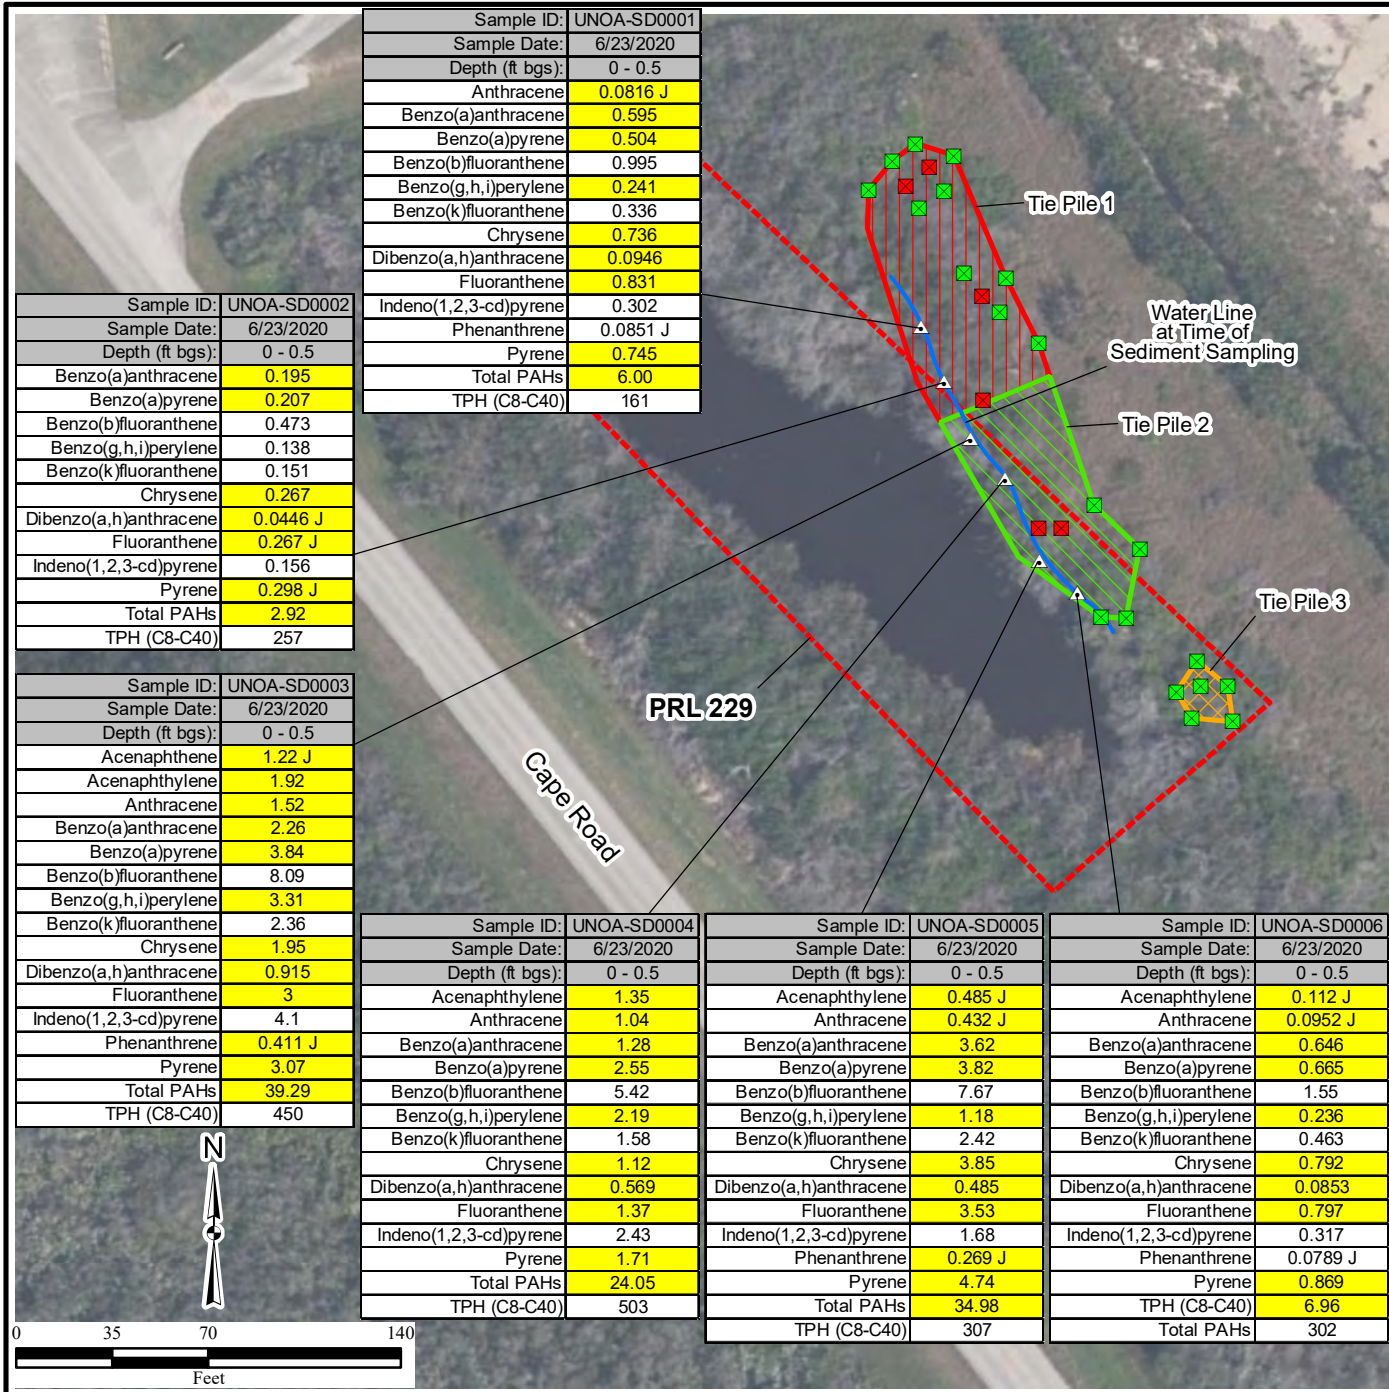 Sample ID: UNOA-SD0001
Sample Date: 6/23/2020
Depth (ft bgs): 0 - 0.5
Anthracene 0.0816 J
Benzo(a)anthracene 0.595
Benzo(a)pyrene 0.504
Benzo(b)fluoranthene 0.995
Benzo(g,h,i)perylene 0.241
Benzo(k)fluoranthene 0.336
Chrysene 0.736
Dibenzo(a,h)anthracene 0.0946
Fluoranthene 0.831
Indeno(1,2,3-cd)pyrene 0.302
Phenanthrene 0.0851 J
Pyrene 0.745
Total PAHs 6.00
TPH (C8-C40) 161
Tie Pile 1
Water Line
at Time of
Sediment Sampling
Tie Pile 2
Tie Pile 3
Sample ID: UNOA-SD0002
Sample Date: 6/23/2020
Depth (ft bgs): 0 - 0.5
Benzo(a)anthracene 0.195
Benzo(a)pyrene 0.207
Benzo(b)fluoranthene 0.473
Benzo(g,h,i)perylene 0.138
Benzo(k)fluoranthene 0.151
Chrysene 0.267
Dibenzo(a,h)anthracene 0.0446 J
Fluoranthene 0.267 J
Indeno(1,2,3-cd)pyrene 0.156
Pyrene 0.298 J
Total PAHs 2.92
TPH (C8-C40) 257
PRL 229
Cape Road
Sample ID: UNOA-SD0003
Sample Date: 6/23/2020
Depth (ft bgs): 0 - 0.5
Acenaphthene 1.22 J
Acenaphthylene 1.92
Anthracene 1.52
Benzo(a)anthracene 2.26
Benzo(a)pyrene 3.84
Benzo(b)fluoranthene 8.09
Benzo(g,h,i)perylene 3.31
Benzo(k)fluoranthene 2.36
Chrysene 1.95
Dibenzo(a,h)anthracene 0.915
Fluoranthene 3
Indeno(1,2,3-cd)pyrene 4.1
Phenanthrene 0.411 J
Pyrene 3.07
Total PAHs 39.29
TPH (C8-C40) 450
Sample ID: UNOA-SD0004
Sample Date: 6/23/2020
Depth (ft bgs): 0 - 0.5
Acenaphthylene 1.35
Anthracene 1.04
Benzo(a)anthracene 1.28
Benzo(a)pyrene 2.55
Benzo(b)fluoranthene 5.42
Benzo(g,h,i)perylene 2.19
Benzo(k)fluoranthene 1.58
Chrysene 1.12
Dibenzo(a,h)anthracene 0.569
Fluoranthene 1.37
Indeno(1,2,3-cd)pyrene 2.43
Pyrene 1.71
Total PAHs 24.05
TPH (C8-C40) 503
Sample ID: UNOA-SD0005
Sample Date: 6/23/2020
Depth (ft bgs): 0 - 0.5
Acenaphthylene 0.485 J
Anthracene 0.432 J
Benzo(a)anthracene 3.62
Benzo(a)pyrene 3.82
Benzo(b)fluoranthene 7.67
Benzo(g,h,i)perylene 1.18
Benzo(k)fluoranthene 2.42
Chrysene 3.85
Dibenzo(a,h)anthracene 0.485
Fluoranthene 3.53
Indeno(1,2,3-cd)pyrene 1.68
Phenanthrene 0.269 J
Pyrene 4.74
Total PAHs 34.98
TPH (C8-C40) 307
Sample ID: UNOA-SD0006
Sample Date: 6/23/2020
Depth (ft bgs): 0 - 0.5
Acenaphthylene 0.112 J
Anthracene 0.0952 J
Benzo(a)anthracene 0.646
Benzo(a)pyrene 0.665
Benzo(b)fluoranthene 1.55
Benzo(g,h,i)perylene 0.236
Benzo(k)fluoranthene 0.463
Chrysene 0.792
Dibenzo(a,h)anthracene 0.0853
Fluoranthene 0.797
Indeno(1,2,3-cd)pyrene 0.317
Phenanthrene 0.0789 J
Pyrene 0.869
TPH (C8-C40) 6.96
Total PAHs 302
N
0 35 70 140
Feet